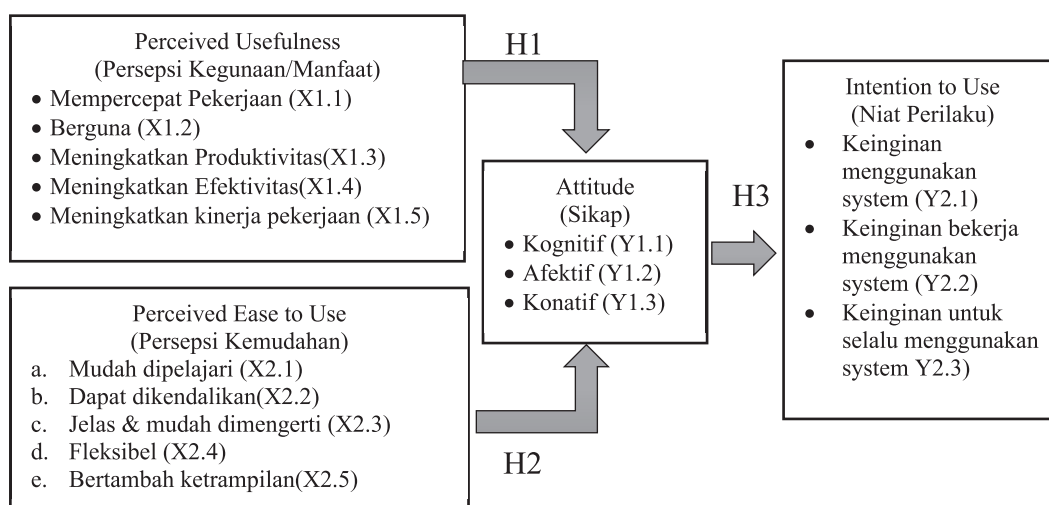 Perceived Usefulness
(Persepsi Kegunaan/Manfaat)
• Mempercepat Pekerjaan (X1.1)
• Berguna (X1.2)
• Meningkatkan Produktivitas(X1.3)
• Meningkatkan Efektivitas(X1.4)
• Meningkatkan kinerja pekerjaan (X1.5)
H1
Perceived Ease to Use
(Persepsi Kemudahan)
a. Mudah dipelajari (X2.1)
b. Dapat dikendalikan(X2.2)
c. Jelas & mudah dimengerti (X2.3)
d. Fleksibel (X2.4)
e. Bertambah ketrampilan(X2.5)
H2
Attitude
(Sikap)
• Kognitif (Y1.1)
• Afektif (Y1.2)
• Konatif (Y1.3)
H3
Intention to Use
(Niat Perilaku)
• Keinginan
menggunakan
system (Y2.1)
• Keinginan bekerja
menggunakan
system (Y2.2)
• Keinginan untuk
selalu menggunakan
system Y2.3)